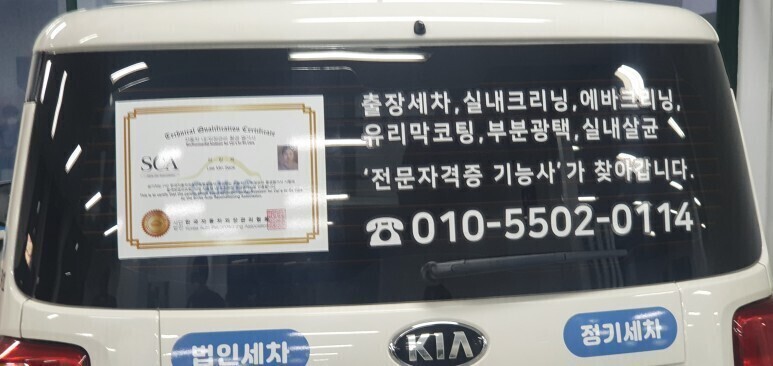 출장세차, 실내크리닝, 에바크리닝,
유리막코팅, 부분광택, 실내살균
'전문자격증 기능사'가 찾아갑니다.
☎010-5502-0114
Technical Qualification Certificate
SCA
법인세차
KIA
정기세차